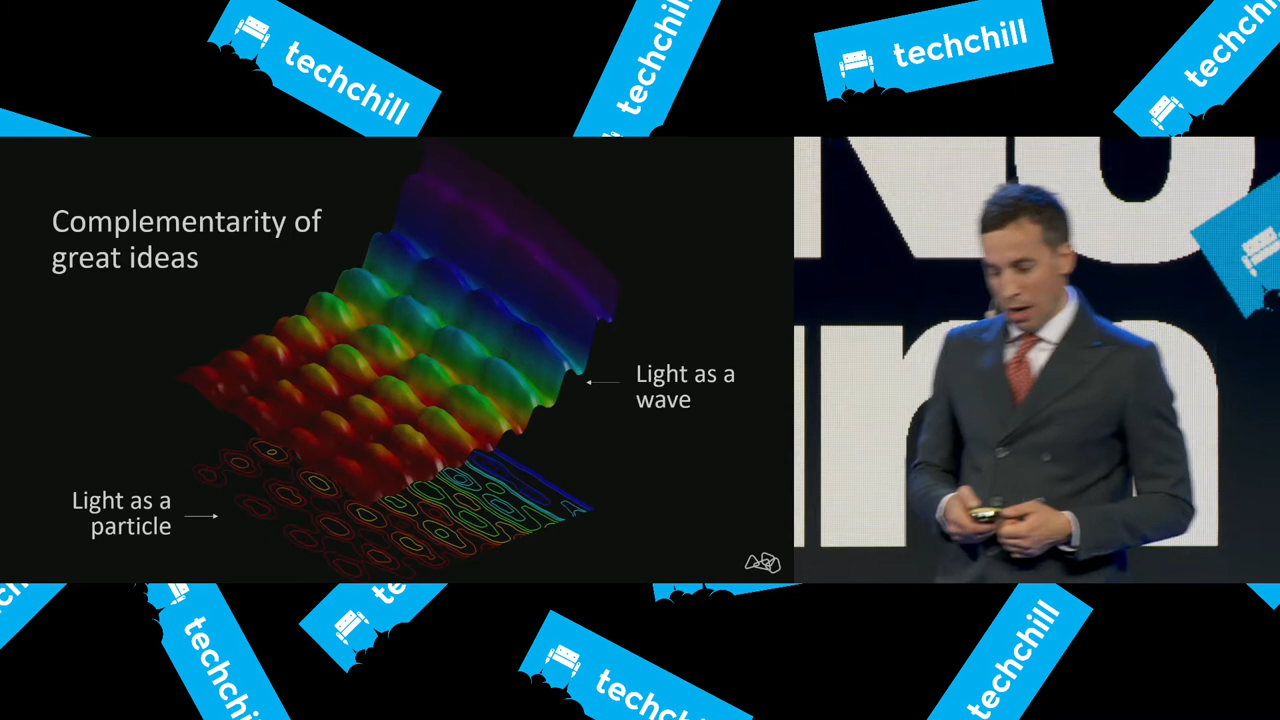 techchill
techchill
techchill
techchill
Complementarity of
great ideas
Light as a
wave
Light as a
particle
techchill
techchill
techchill